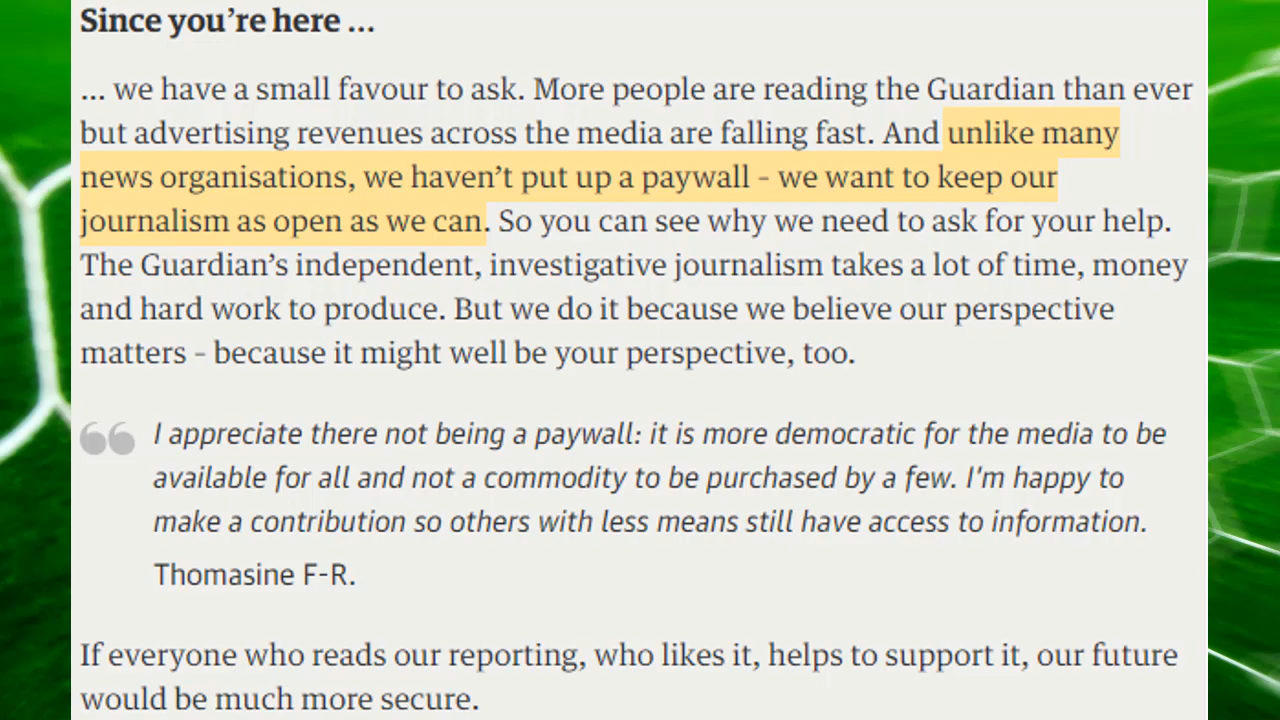 Since you’re here ...
... we have a small favour to ask. More people are reading the Guardian than ever
but advertising revenues across the media are falling fast. And unlike many
news organisations, we haven’t put up a paywall – we want to keep our
journalism as open as we can. So you can see why we need to ask for your help.
The Guardian’s independent, investigative journalism takes a lot of time, money
and hard work to produce. But we do it because we believe our perspective
matters – because it might well be your perspective, too.
“ I appreciate there not being a paywall: it is more democratic for the media to be
available for all and not a commodity to be purchased by a few. I’m happy to
make a contribution so others with less means still have access to information.
Thomasine F-R.
If everyone who reads our reporting, who likes it, helps to support it, our future
would be much more secure.